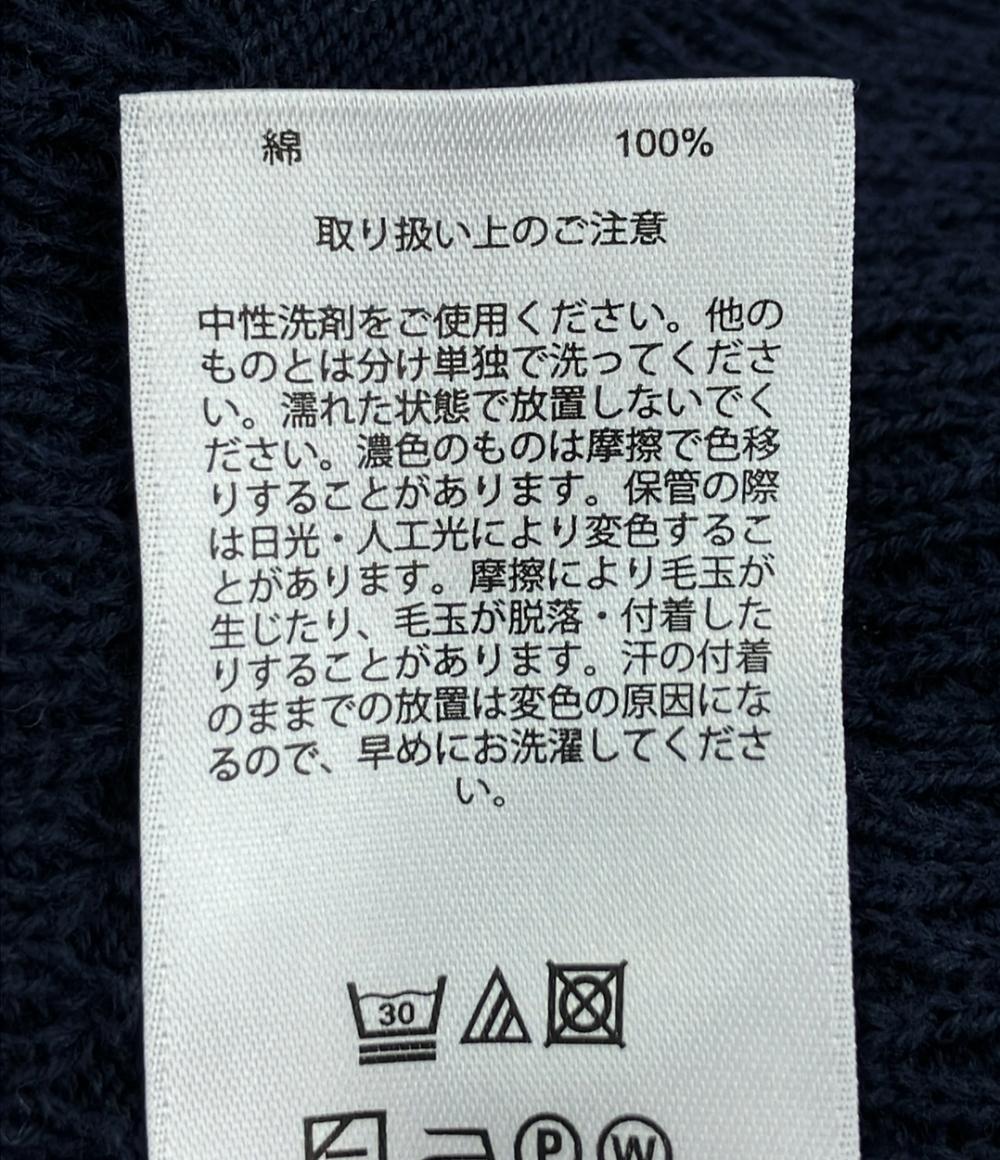 綿 100%
取り扱い上のご注意
中性洗剤をご使用ください。他の
ものとは分け単独で洗ってくださ
い。濡れた状態で放置しないでく
ださい。濃色のものは摩擦で色移
りすることがあります。保管の際
は日光・人工光により変色するこ
とがあります。摩擦により毛玉が
生じたり、毛玉が脱落・付着した
りすることがあります。汗の付着
のままでの放置は変色の原因にな
るので、早めにお洗濯してくださ
い。
30
P W